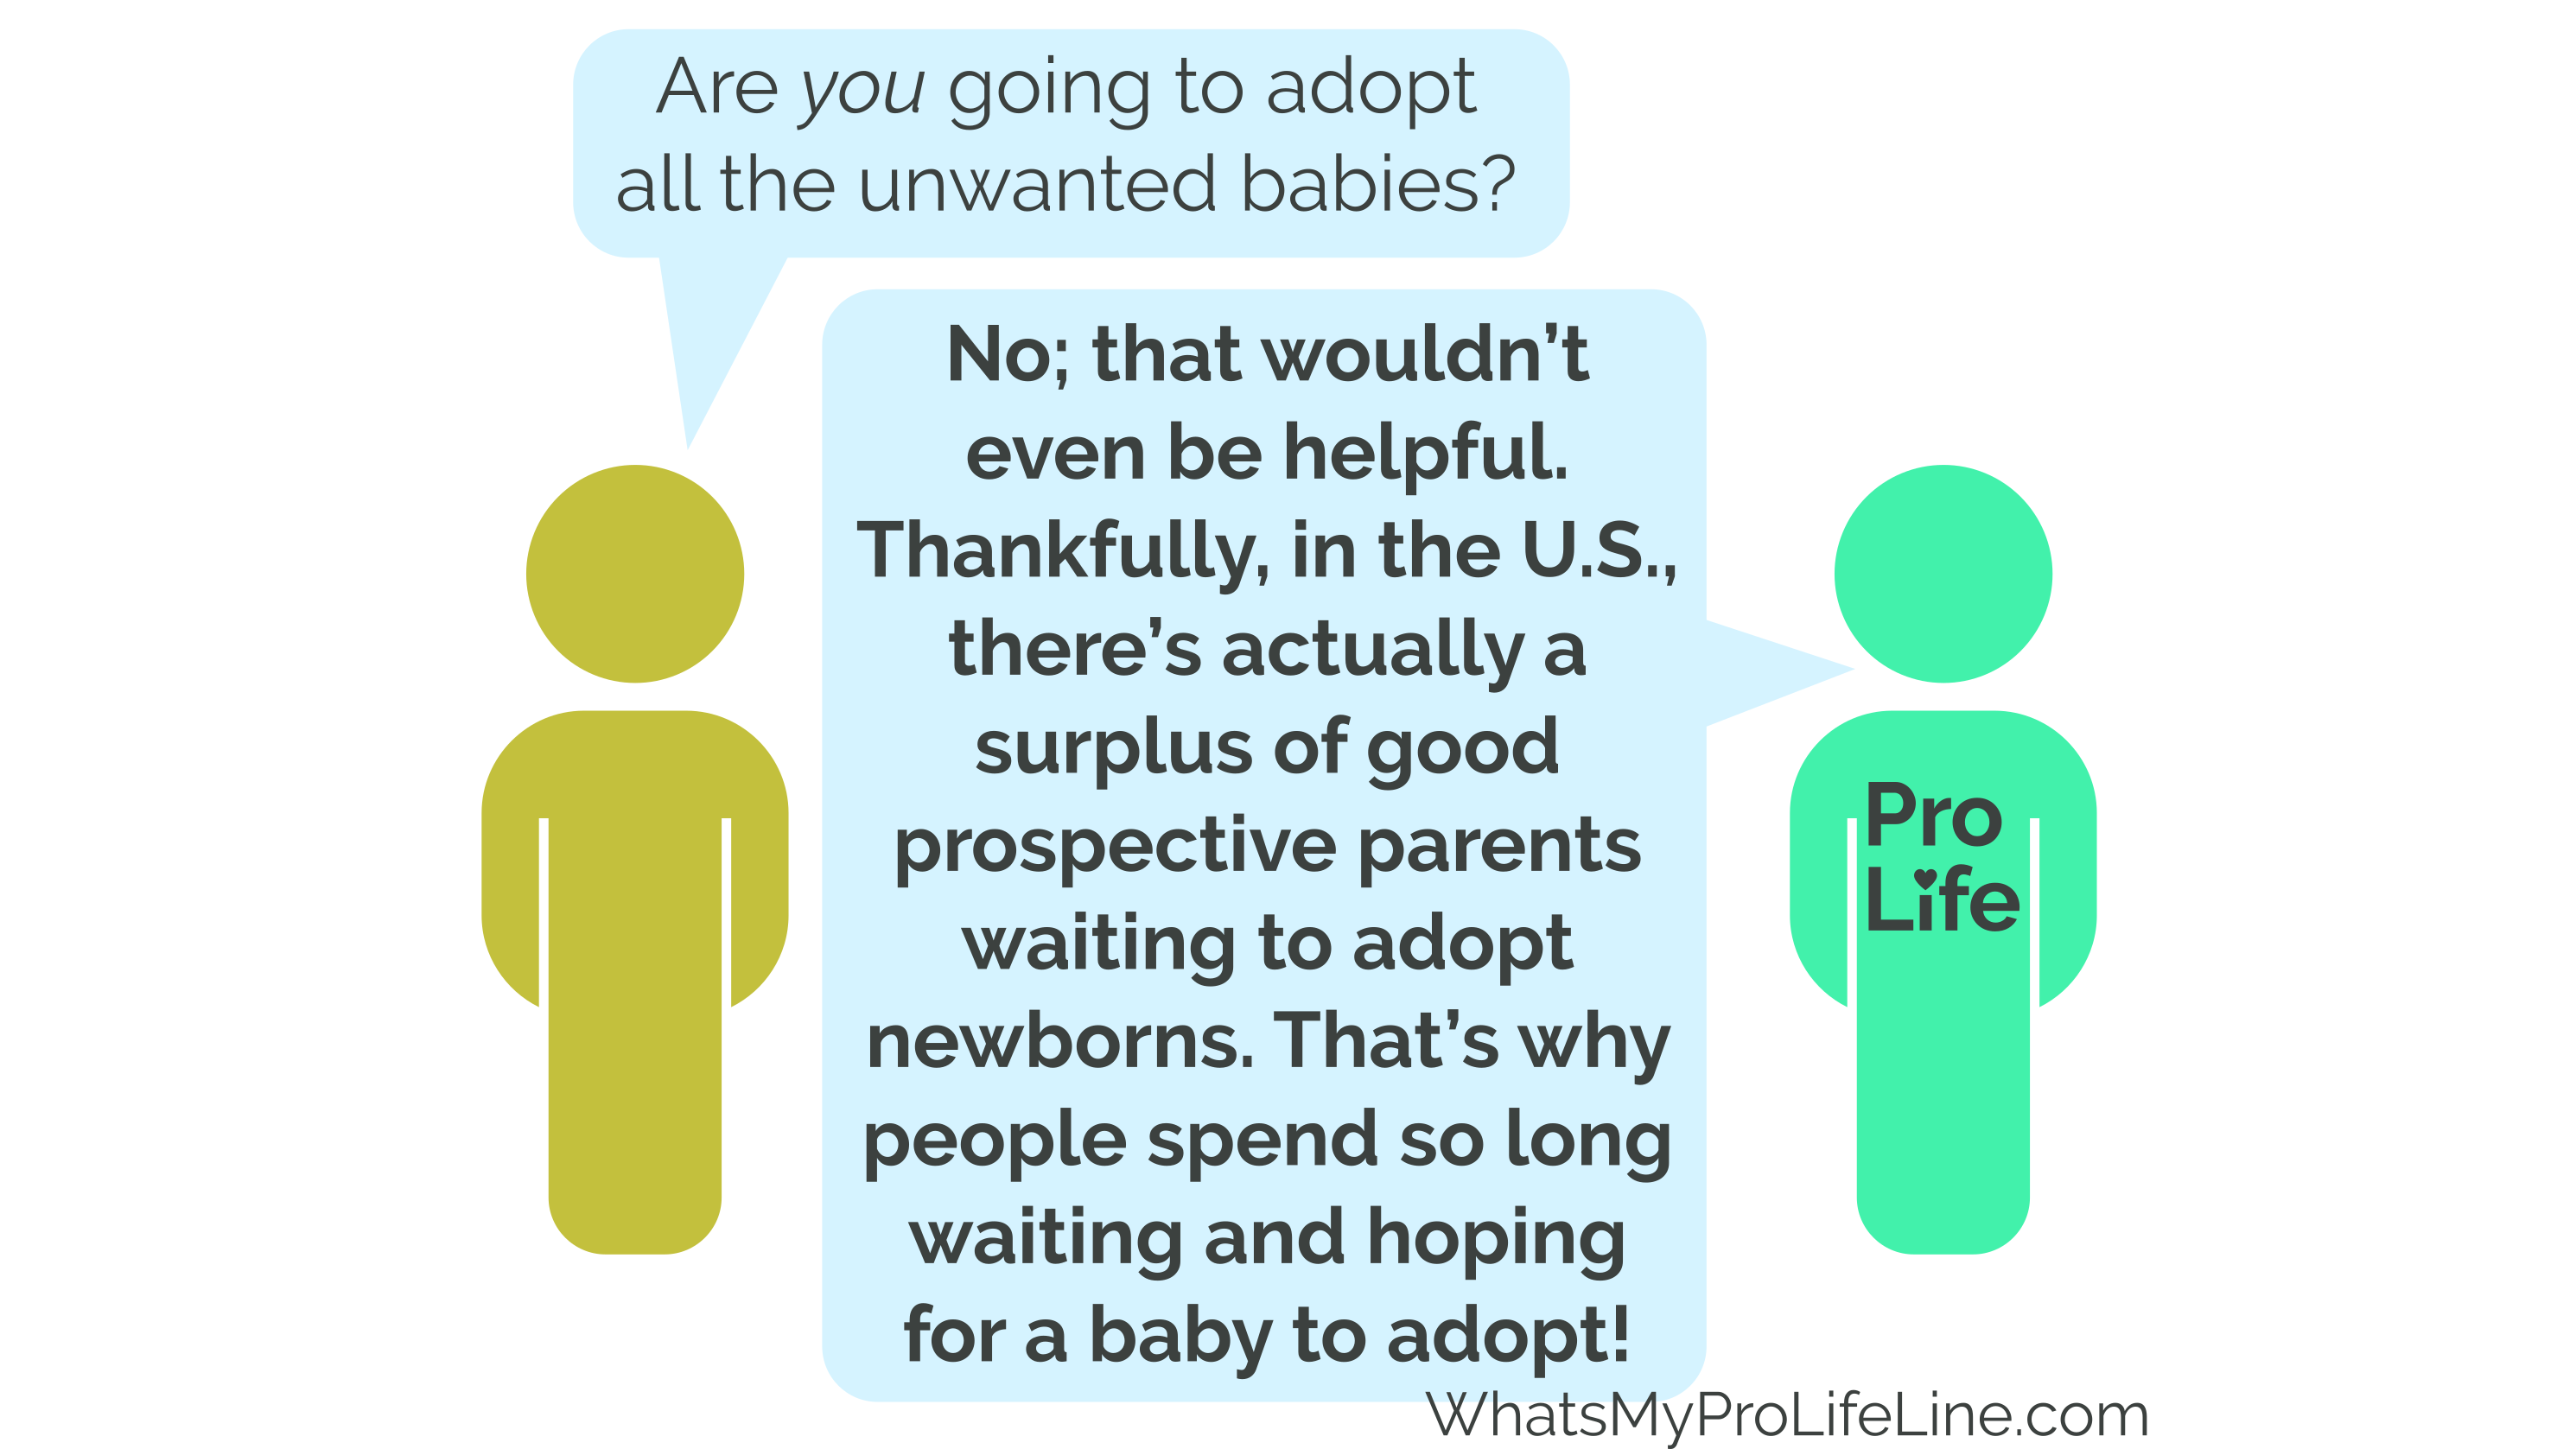 Are you going to adopt
all the unwanted babies?
No; that wouldn’t
even be helpful.
Thankfully, in the U.S.,
there’s actually a
surplus of good
prospective parents
waiting to adopt
newborns. That’s why
people spend so long
waiting and hoping
for a baby to adopt!
Pro
Life
WhatsMyProLifeLine.com